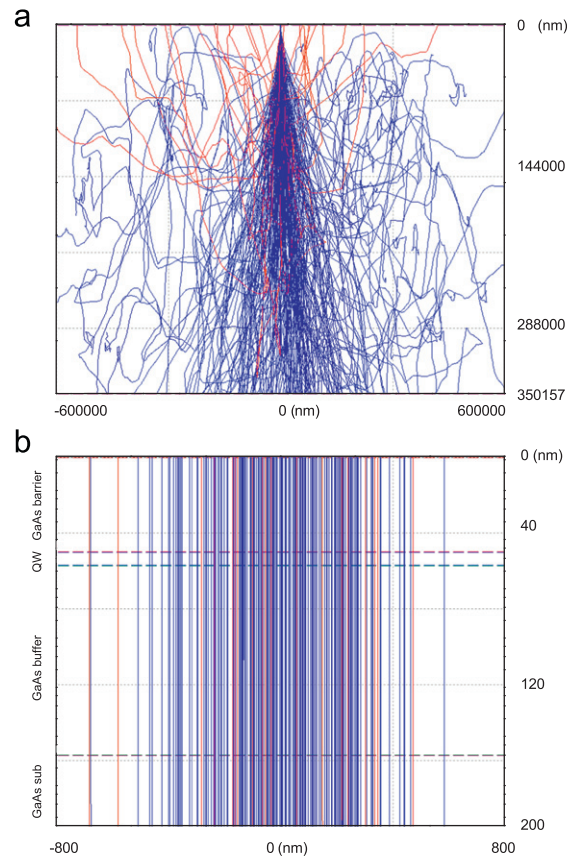 a
0 (nm)
144000
288000
350157
-600000 0 (nm) 600000
b
0 (nm)
GaAs barrier
40
QW
GaAs buffer
120
GaAs sub
200
-800 0 (nm) 800